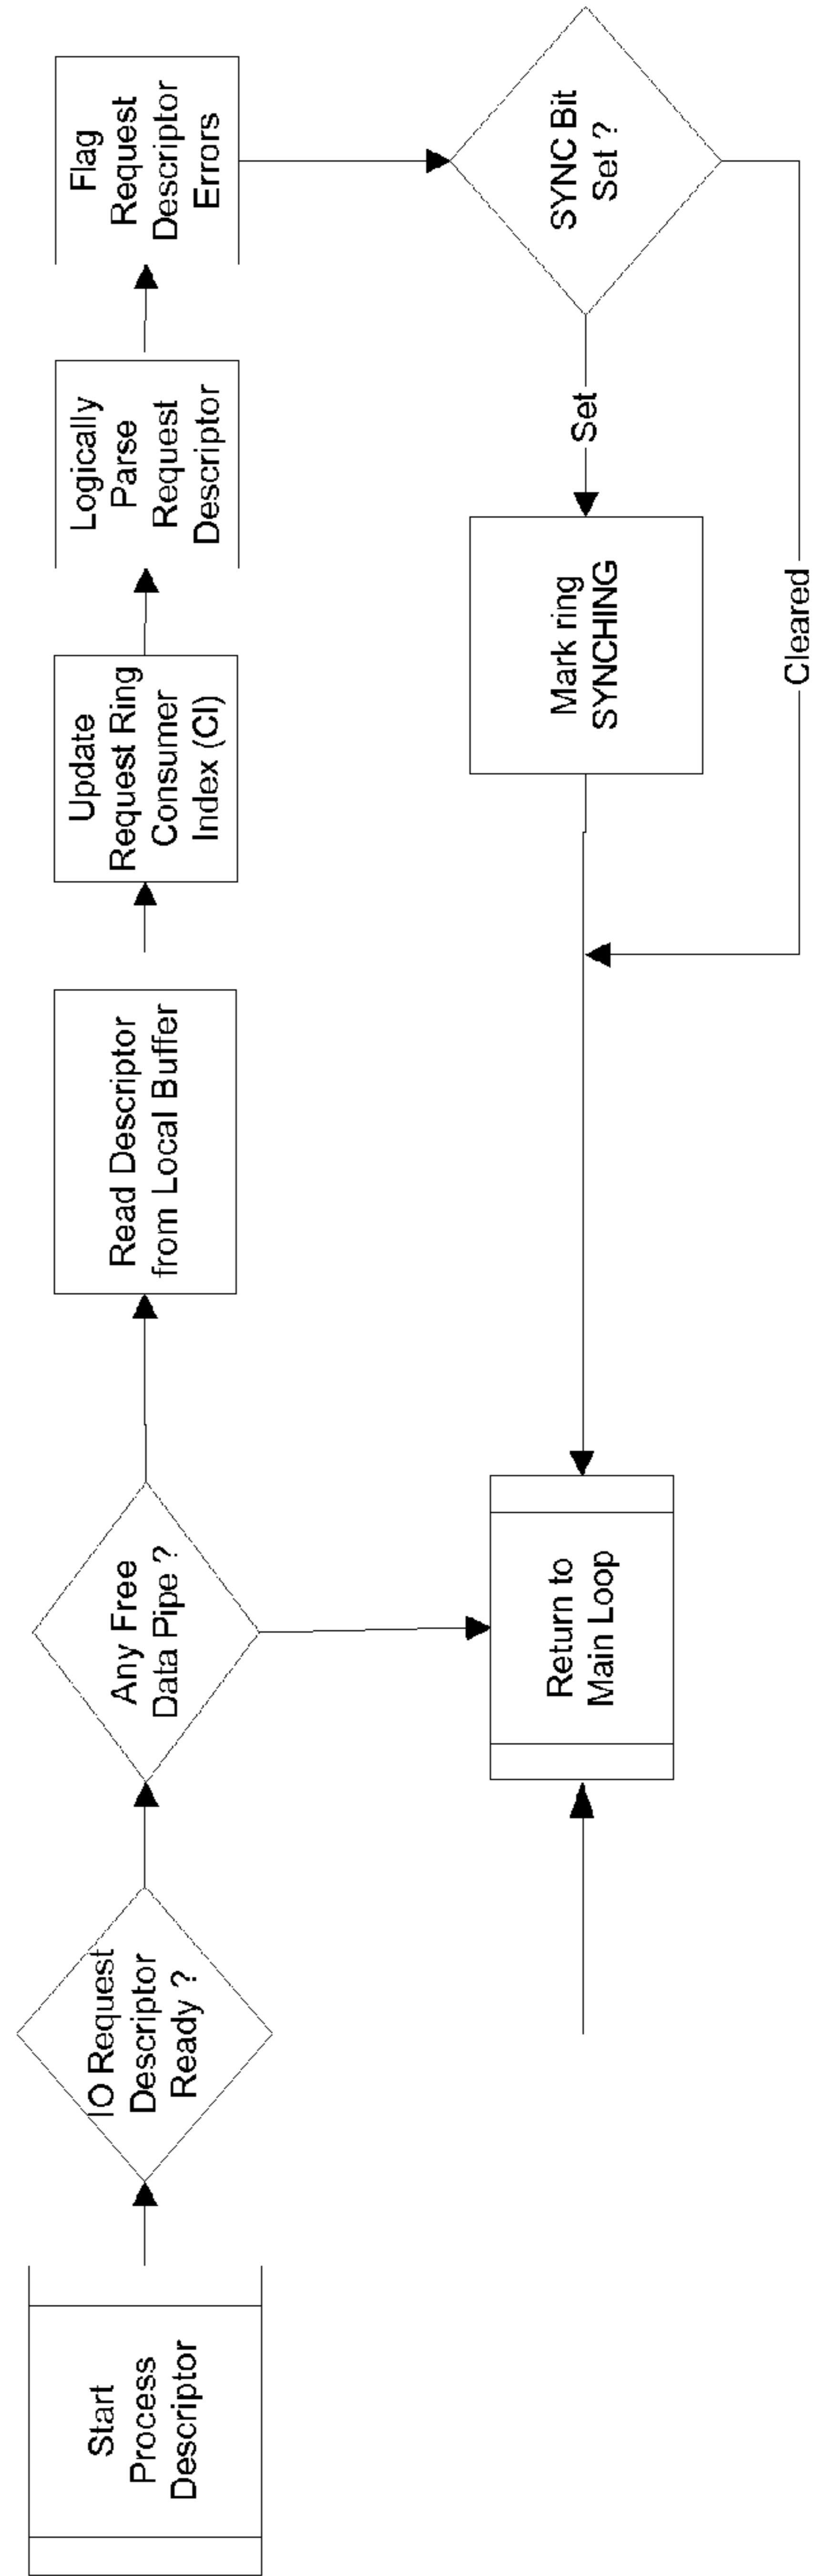 Start
Process
Descriptor
IO Request
Descriptor
Ready ?
Any Free
Data Pipe ?
Read Descriptor
from Local Buffer
Update
Request Ring
Consumer
Index (CI)
Logically
Parse
Request
Descriptor
Flag
Request
Descriptor
Errors
SYNC Bit
Set ?
Set
Mark ring
SYNCHING
Cleared
Return to
Main Loop